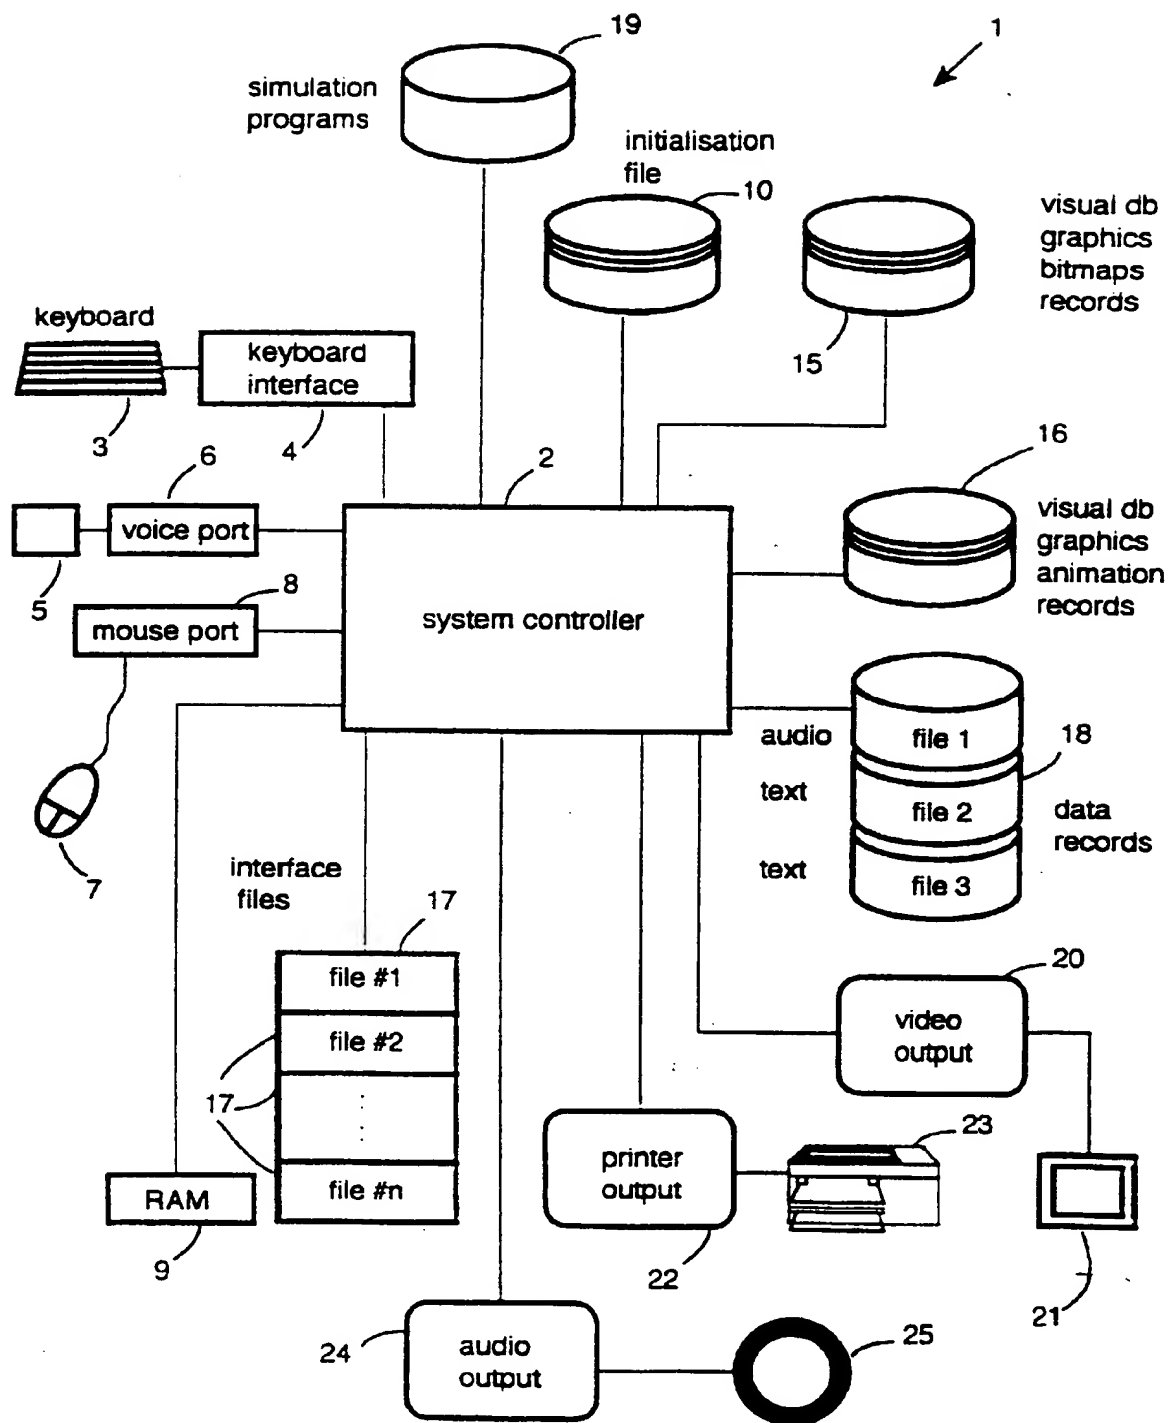 19
1
simulation
programs
initialisation
file
10
visual db
graphics
bitmaps
records
15
keyboard
keyboard
interface
3
4
6
2
16
voice port
5
visual db
graphics
animation
records
8
mouse port
system controller
audio
file 1
18
text
file 2
data
records
text
file 3
7
interface
files
17
file #1
file #2
17
file #n
20
video
output
RAM
9
printer
output
22
23
21
24
audio
output
25